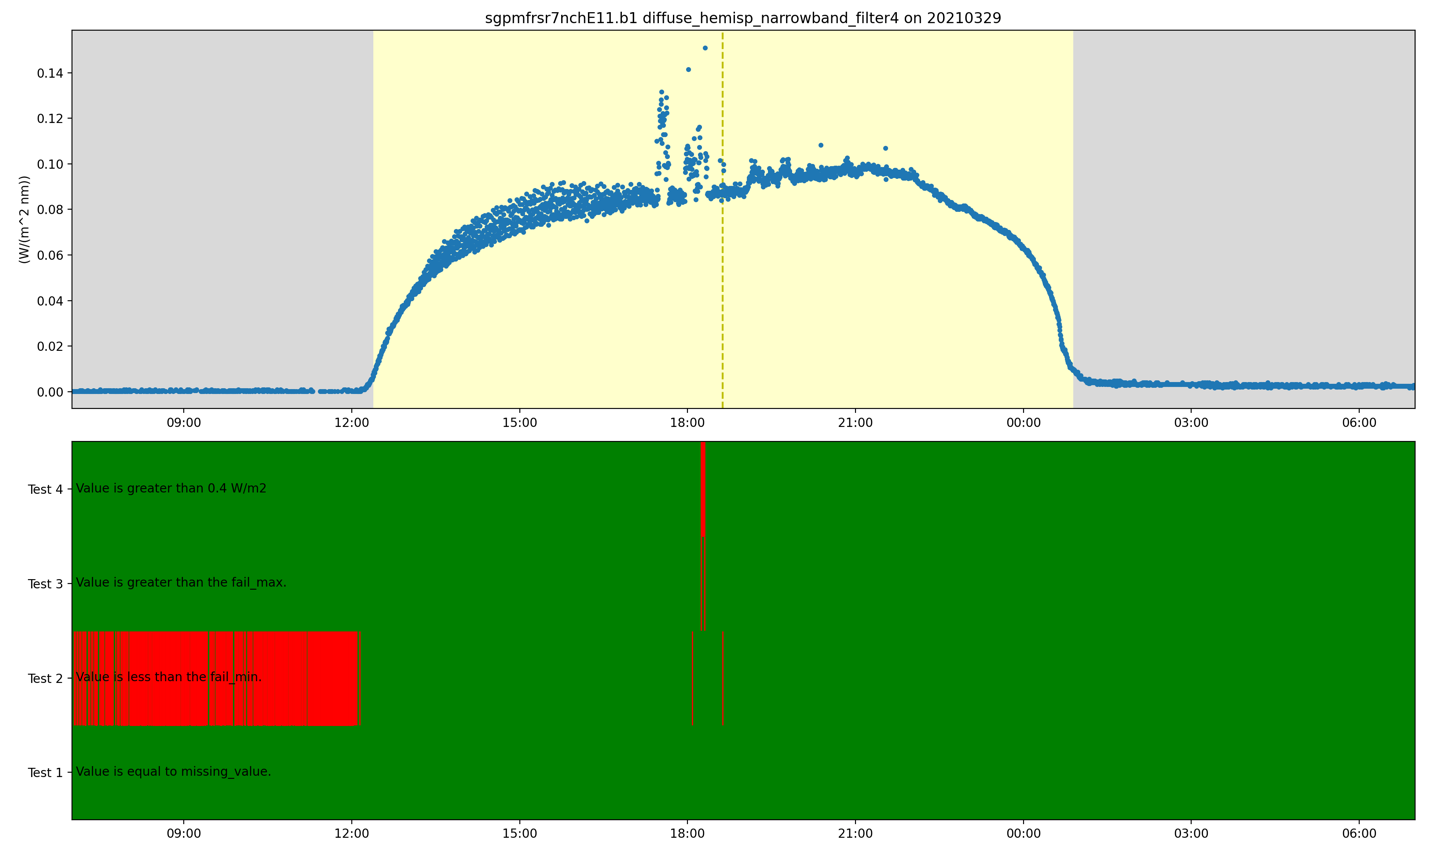 sgpmfrsr7nchE11.b1 diffuse_hemisp_narrowband_filter4 on 20210329
(W/(m^2 nm))
0.14
0.12
0.10
0.08
0.06
0.04
0.02
0.00
09:00 12:00 15:00 18:00 21:00 00:00 03:00 06:00
Test 4 Value is greater than 0.4 W/m2
Test 3 Value is greater than the fail_max.
Test 2 Value is less than the fail_min.
Test 1 Value is equal to missing_value.
09:00 12:00 15:00 18:00 21:00 00:00 03:00 06:00